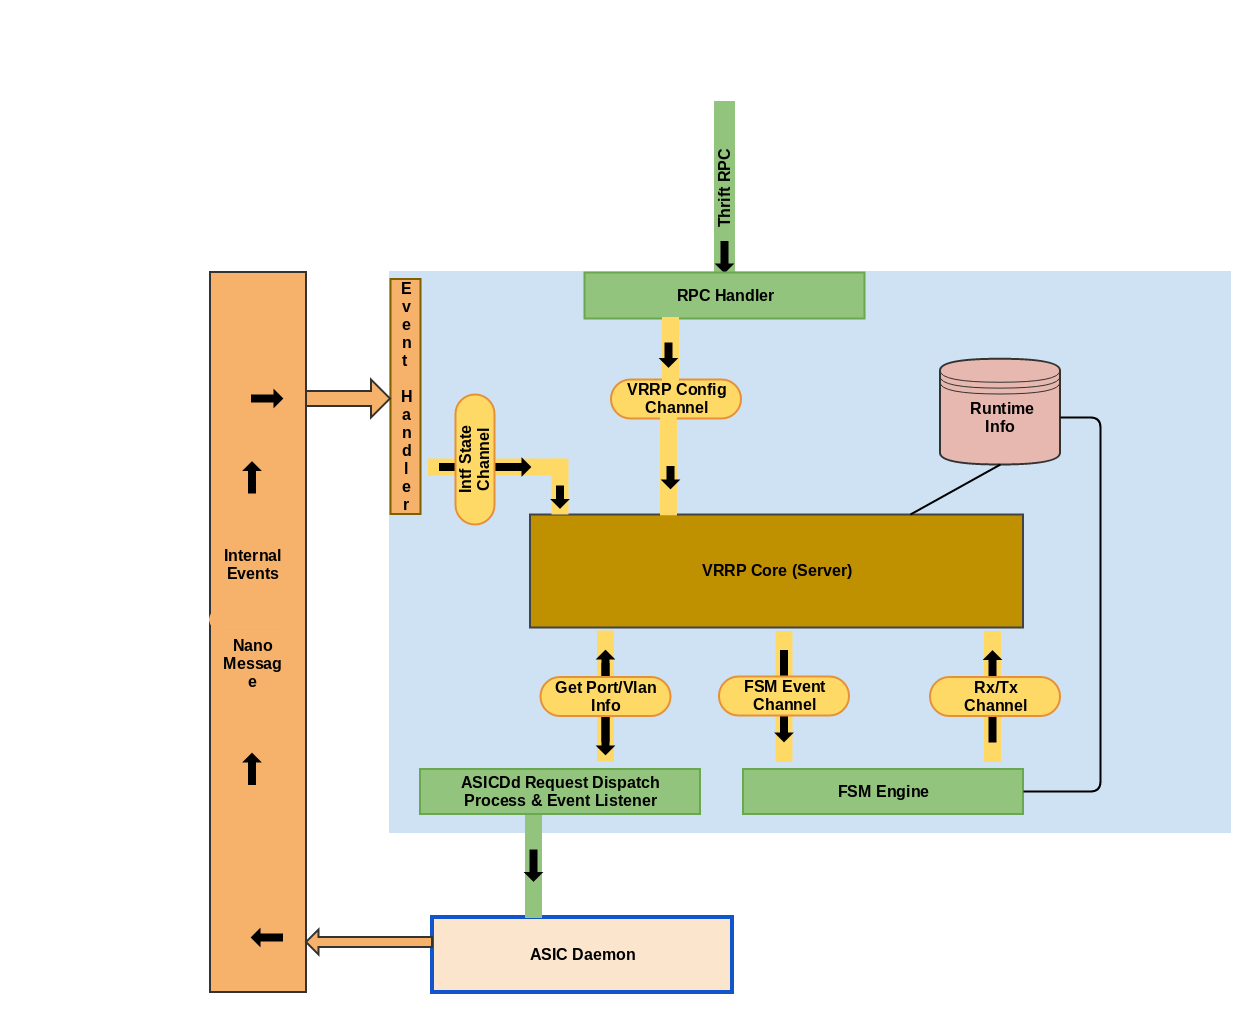 Thrift RPC
RPC Handler
E
v
e
n
t
H
a
n
d
l
e
r
VRRP Config
Channel
Runtime
Info
Intf State
Channel
Internal
Events
VRRP Core (Server)
Nano
Messag
e
Get Port/Vlan
Info
FSM Event
Channel
Rx/Tx
Channel
ASICDd Request Dispatch
Process & Event Listener
FSM Engine
ASIC Daemon